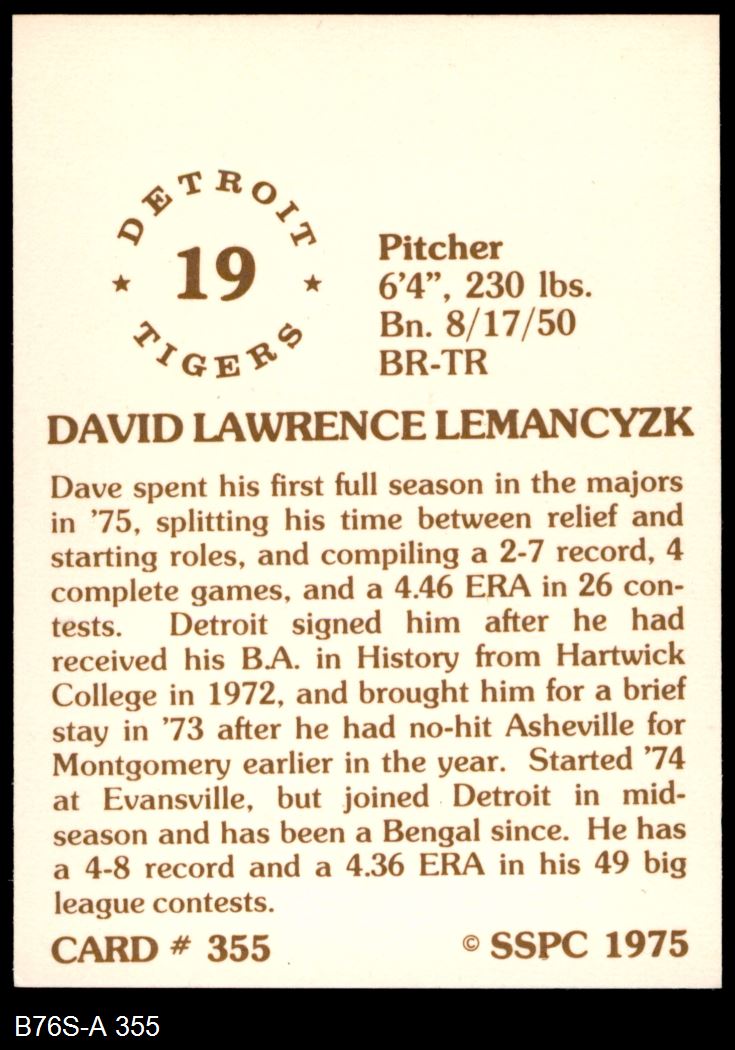 DETROIT
★ 19 ★
TIGERS
Pitcher
6'4", 230 lbs.
Bn. 8/17/50
BR-TR
DAVID LAWRENCE LEMANCYZK
Dave spent his first full season in the majors
in '75, splitting his time between relief and
starting roles, and compiling a 2-7 record, 4
complete games, and a 4.46 ERA in 26 con-
tests. Detroit signed him after he had
received his B.A. in History from Hartwick
College in 1972, and brought him for a brief
stay in '73 after he had no-hit Asheville for
Montgomery earlier in the year. Started '74
at Evansville, but joined Detroit in mid-
season and has been a Bengal since. He has
a 4-8 record and a 4.36 ERA in his 49 big
league contests.
CARD # 355 © SSPC 1975
B76S-A 355